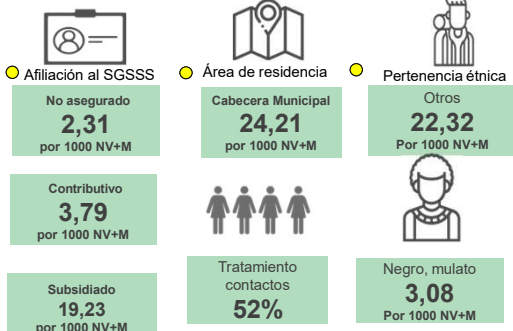 Afiliación al SGSSS
No asegurado
2,31
por 1000 NV+M
Contributivo
3,79
por 1000 NV+M
Subsidiado
19,23
por 1000 NV+M
Área de residencia
Cabecera Municipal
24,21
por 1000 NV+M
Tratamiento
contactos
52%
Pertenencia étnica
Otros
22,32
Por 1000 NV+M
Negro, mulato
3,08
Por 1000 NV+M